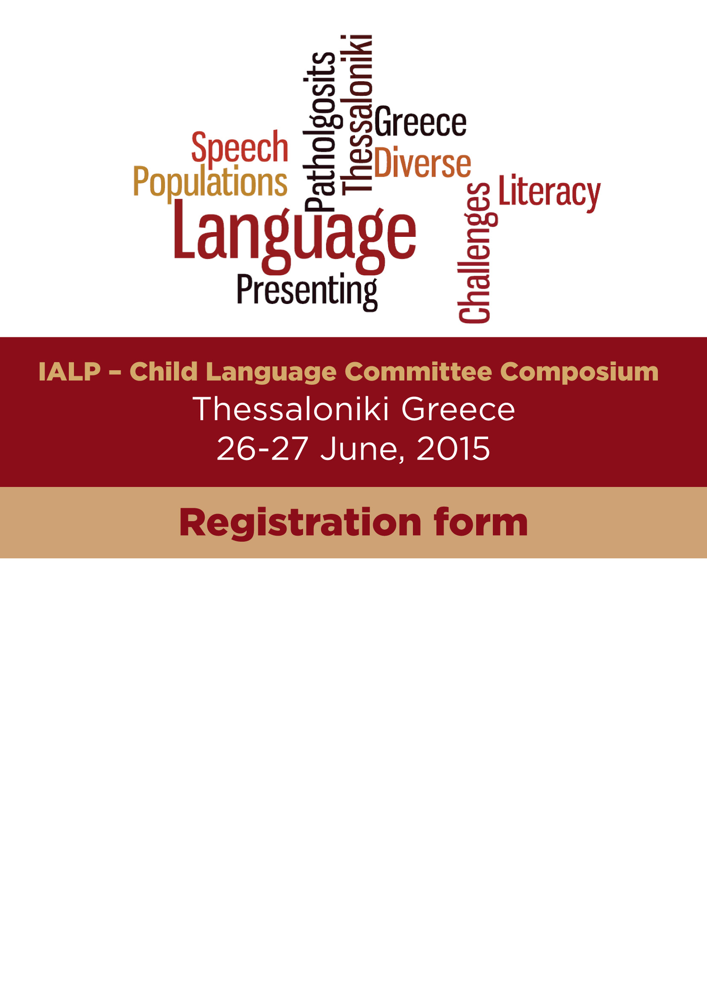 Thessaloniki
Patholgosits
Greece
Speech
Diverse
Populations
Literacy
Challenges
Language
Presenting
IALP – Child Language Committee Composium
Thessaloniki Greece
26-27 June, 2015
Registration form